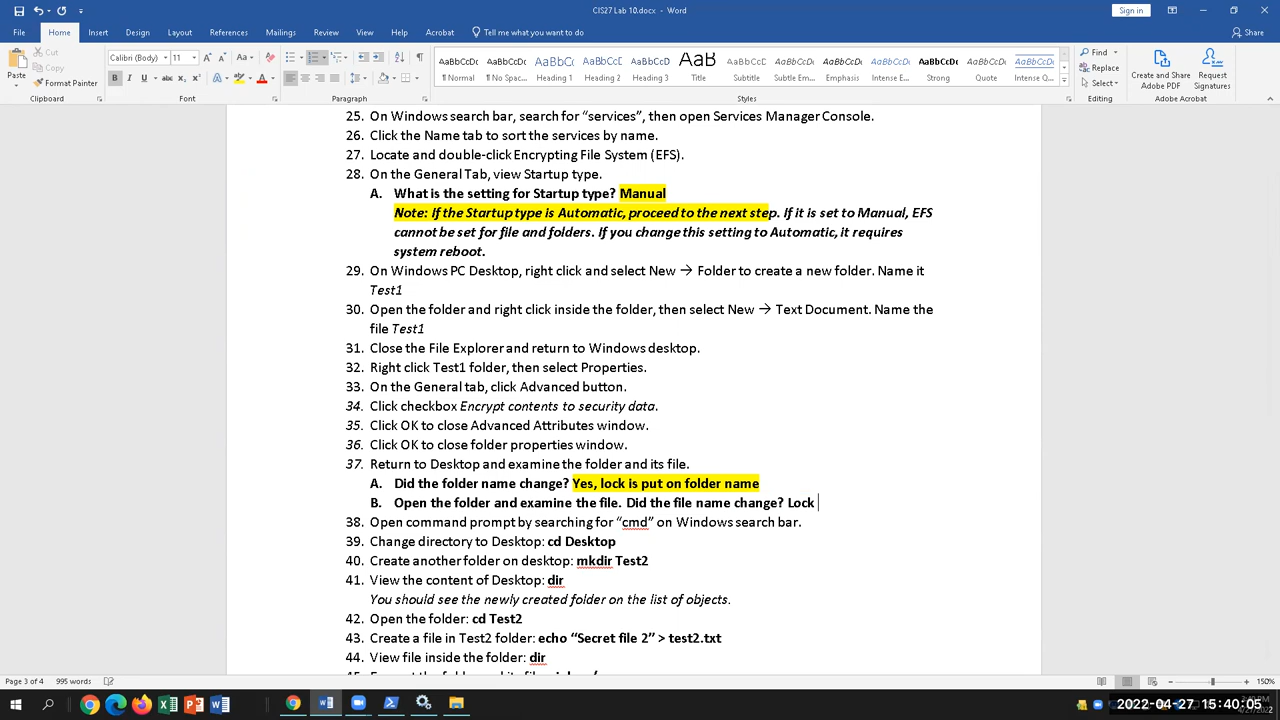 CIS27 Lab 10.docx - Word
Sign in
File Home Insert Design Layout References Mailings Review View Help Acrobat Tell me what you want to do Share
Paste Cut Copy Format Painter
Calibri (Body) 11
Normal No Spac... Heading 1 Heading 2 Heading 3 Title Subtitle Subtle Em... Emphasis Intense E... Strong Quote Intense Q...
Find Replace Select
Create and Share Adobe PDF Request Signatures
Clipboard Font Paragraph Styles Editing Adobe Acrobat
25. On Windows search bar, search for “services”, then open Services Manager Console.
26. Click the Name tab to sort the services by name.
27. Locate and double-click Encrypting File System (EFS).
28. On the General Tab, view Startup type.
A. What is the setting for Startup type? Manual
Note: If the Startup type is Automatic, proceed to the next step. If it is set to Manual, EFS
cannot be set for file and folders. If you change this setting to Automatic, it requires
system reboot.
29. On Windows PC Desktop, right click and select New → Folder to create a new folder. Name it
Test1
30. Open the folder and right click inside the folder, then select New → Text Document. Name the
file Test1
31. Close the File Explorer and return to Windows desktop.
32. Right click Test1 folder, then select Properties.
33. On the General tab, click Advanced button.
34. Click checkbox Encrypt contents to security data.
35. Click OK to close Advanced Attributes window.
36. Click OK to close folder properties window.
37. Return to Desktop and examine the folder and its file.
A. Did the folder name change? Yes, lock is put on folder name
B. Open the folder and examine the file. Did the file name change? Lock
38. Open command prompt by searching for “cmd” on Windows search bar.
39. Change directory to Desktop: cd Desktop
40. Create another folder on desktop: mkdir Test2
41. View the content of Desktop: dir
You should see the newly created folder on the list of objects.
42. Open the folder: cd Test2
43. Create a file in Test2 folder: echo “Secret file 2” > test2.txt
44. View file inside the folder: dir
Page 3 of 4 995 words 150%
2022-04-27, 15:40:05